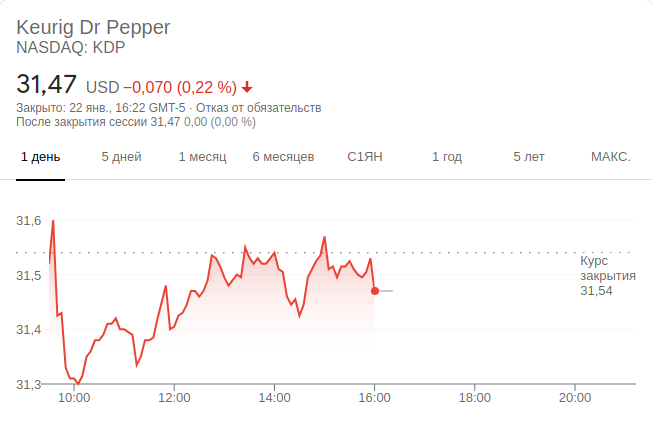 Keurig Dr Pepper
NASDAQ: KDP
31,47 USD −0,070 (0,22 %)
Закрыто: 22 янв., 16:22 GMT-5 · Отказ от обязательств
После закрытия сессии 31,47 0,00 (0,00 %)
1 день 5 дней 1 месяц 6 месяцев С1ЯН 1 год 5 лет МАКС.
31,6
31,5
31,4
31,3
Курс
закрытия
31,54
10:00 12:00 14:00 16:00 18:00 20:00